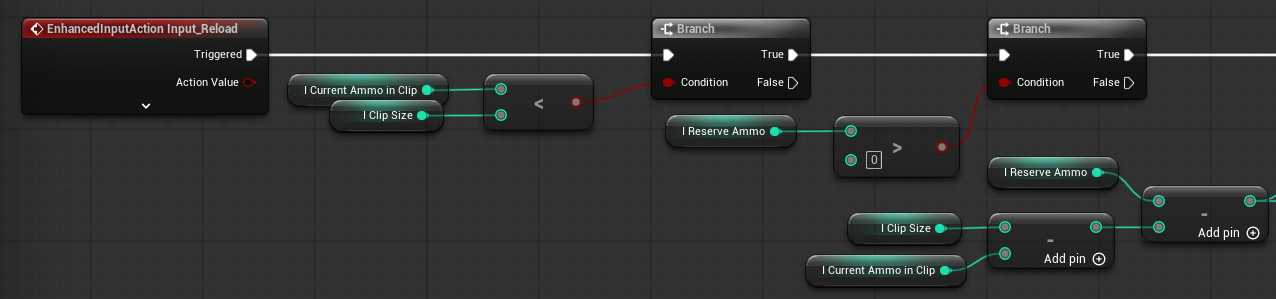 EnhancedInputAction Input_Reload
Triggered
Action Value
I Current Ammo in Clip
I Clip Size
<
Branch
True
Condition
False
I Reserve Ammo
0
>
Branch
True
Condition
False
I Reserve Ammo
-
Add pin
I Clip Size
I Current Ammo in Clip
-
Add pin